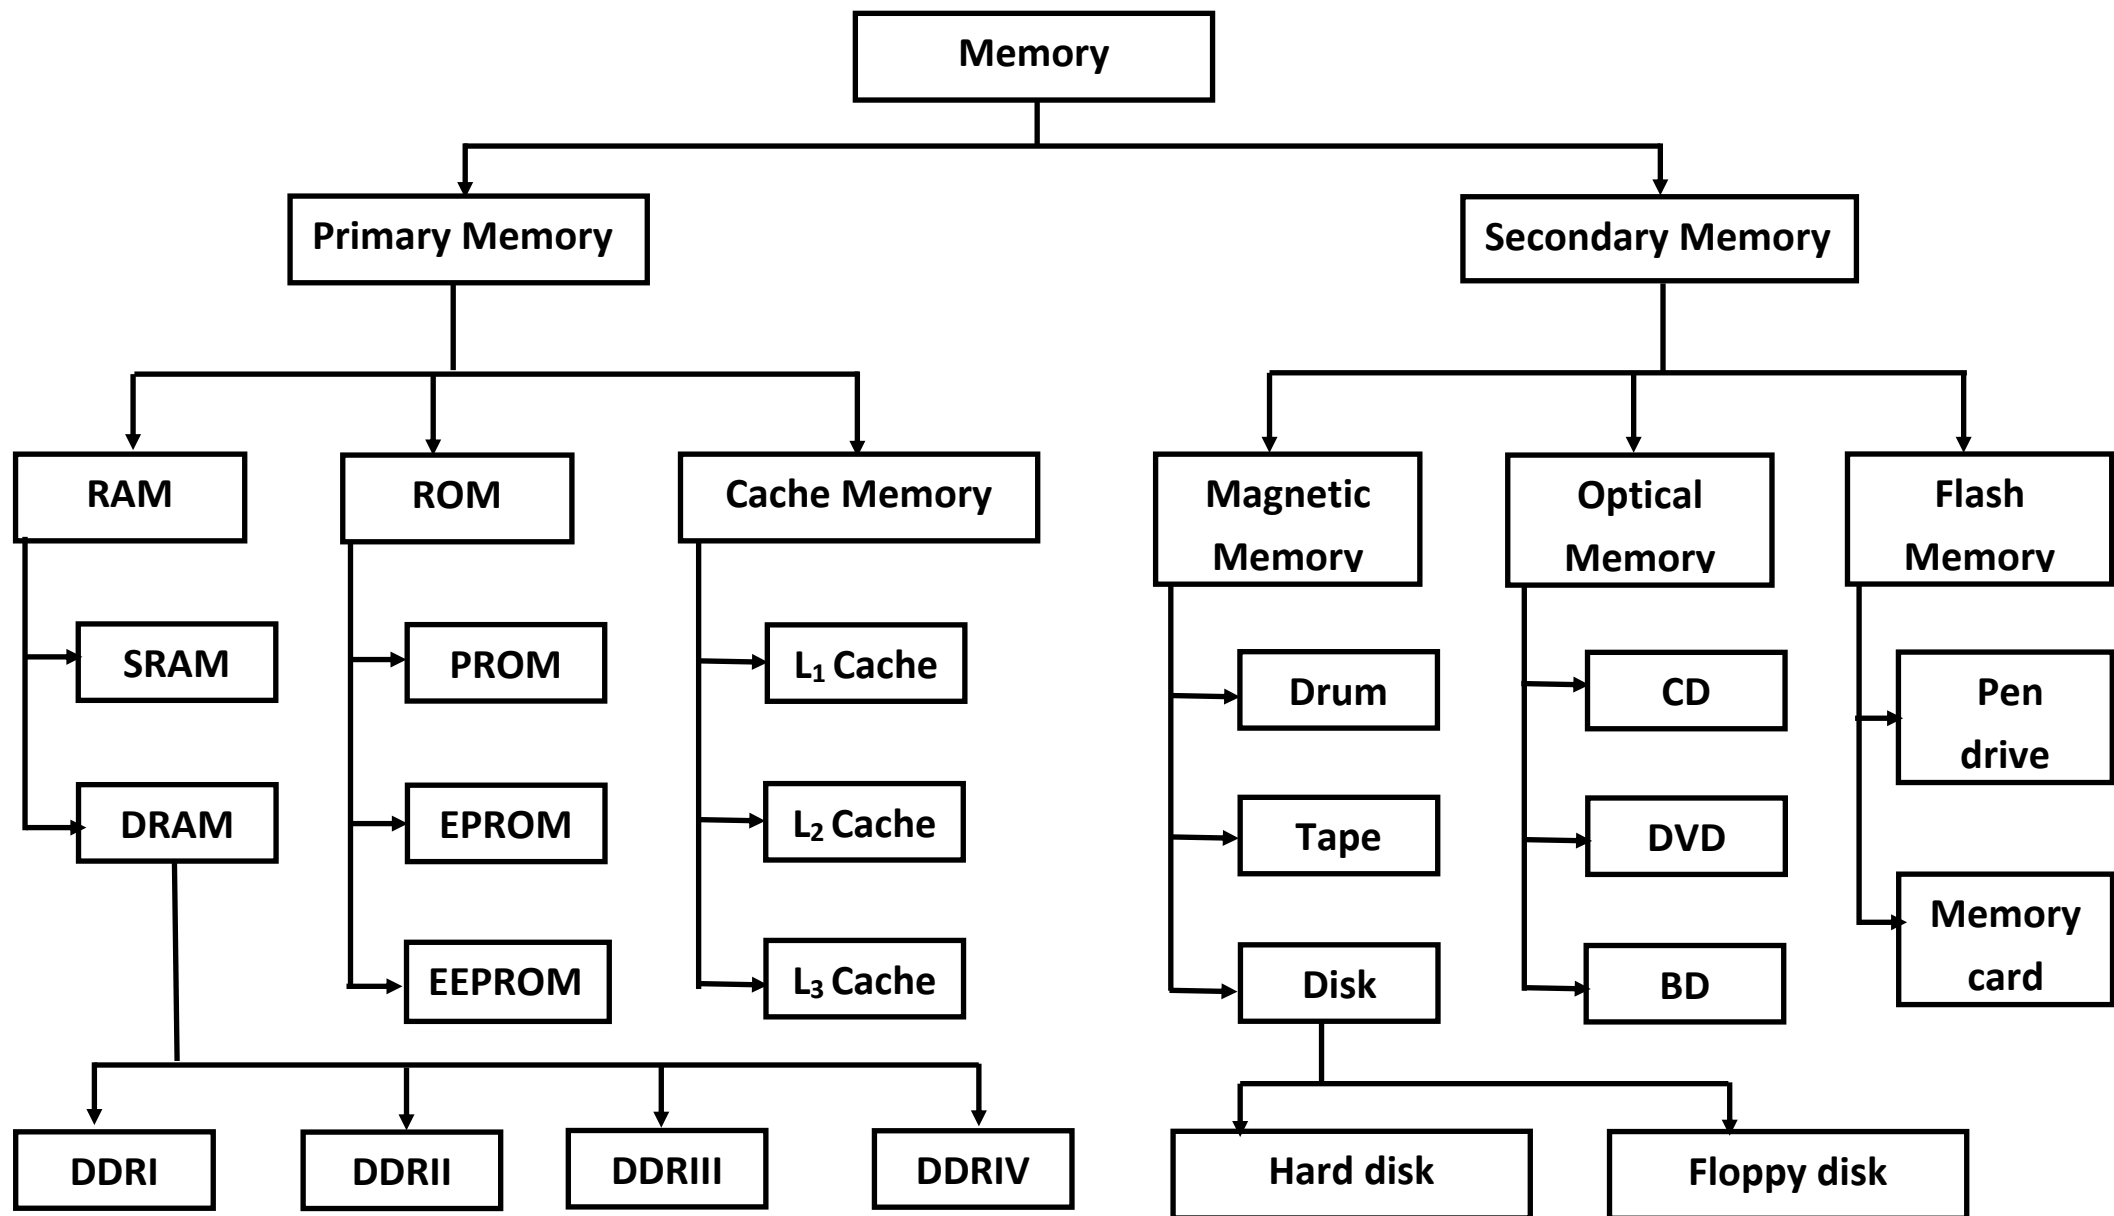 Memory
Primary Memory
Secondary Memory
RAM
ROM
Cache Memory
Magnetic
Memory
Optical
Memory
Flash
Memory
SRAM
PROM
L₁ Cache
Drum
CD
Pen
drive
DRAM
EPROM
L₂ Cache
Tape
DVD
Memory
card
EEPROM
L₃ Cache
Disk
BD
DDRI
DDRII
DDRIII
DDRIV
Hard disk
Floppy disk